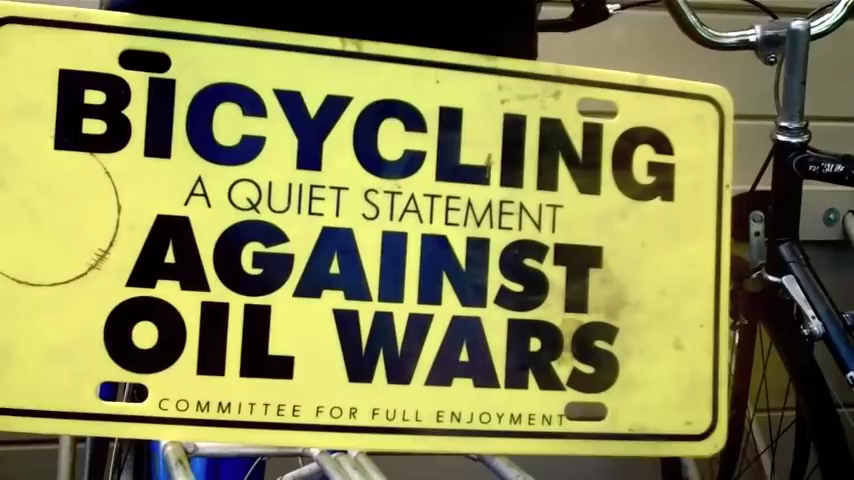 BICYCLING
A QUIET STATEMENT
AGAINST
OIL WARS
COMMITTEE FOR FULL ENJOYMENT